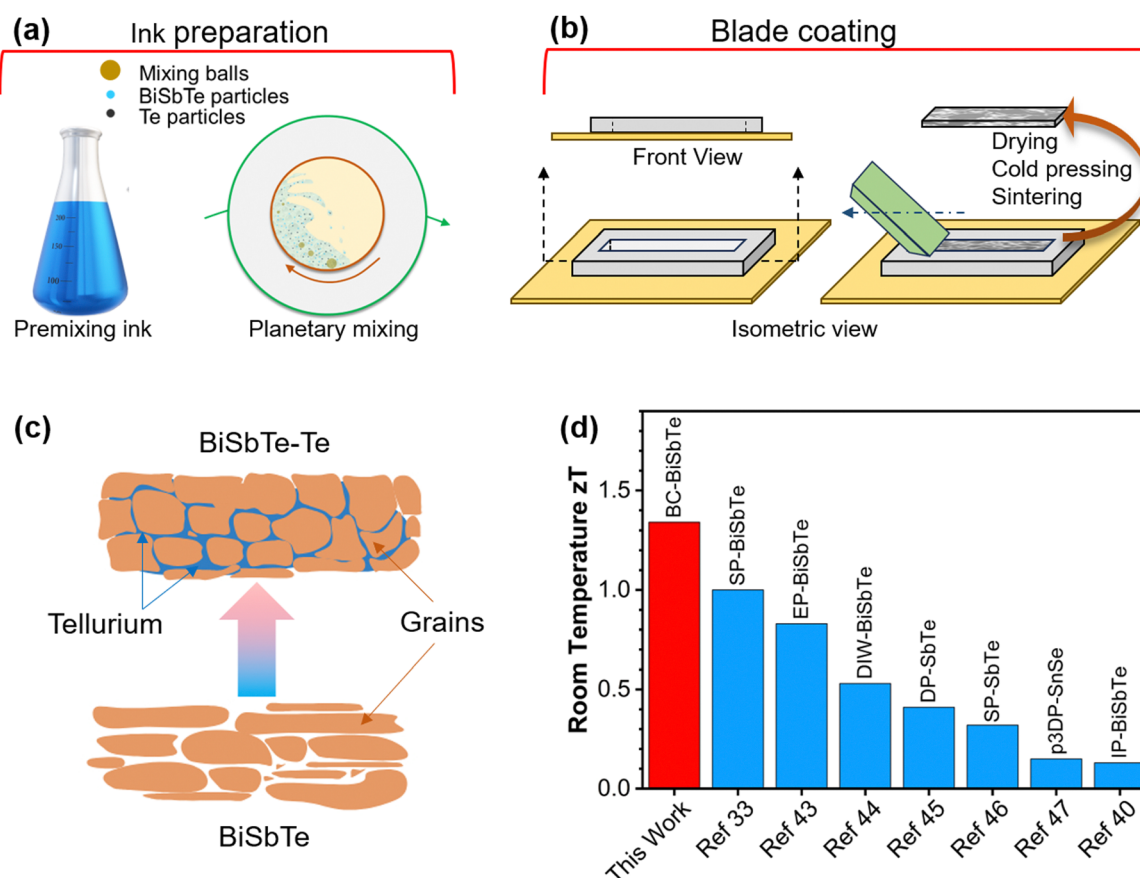 (a)
Ink preparation
Mixing balls
BiSbTe particles
Te particles
200
150
100
Premixing ink
Planetary mixing
(b)
Blade coating
Front View
Drying
Cold pressing
Sintering
Isometric view
(c)
BiSbTe-Te
Tellurium
Grains
BiSbTe
(d)
Room Temperature zT
1.5
1.0
0.5
0.0
BC-BiSbTe
SP-BiSbTe
EP-BiSbTe
DIW-BiSbTe
DP-SbTe
SP-SbTe
p3DP-SnSe
IP-BiSbTe
This Work
Ref 33
Ref 43
Ref 44
Ref 45
Ref 46
Ref 47
Ref 40